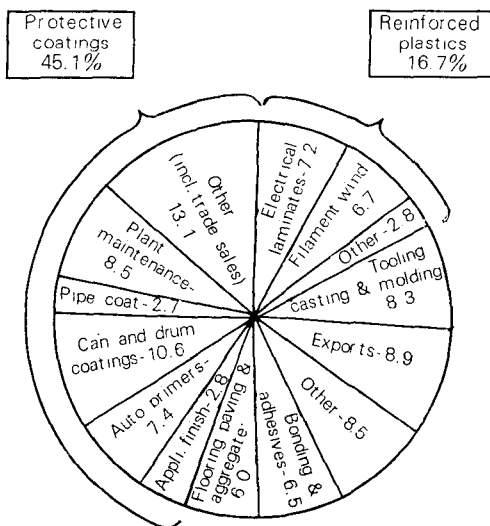 Protective
coatings
45.1%
Reinforced
plastics
16.7%
Electrical
laminates-7.2
Filament wind
6.7
Other-2.8
Tooling
casting &
molding
8 3
Exports-8.9
Other-8.5
Bonding &
adhesives-6.5
Flooring paving &
aggregate-
6 0
Appli. finish-2.8
Auto primers-
7.4
Can and drum
coatings-10.6
Pipe coat-2.7
Plant
maintenance-
8.5
Other
(incl. trade sales)
13.1